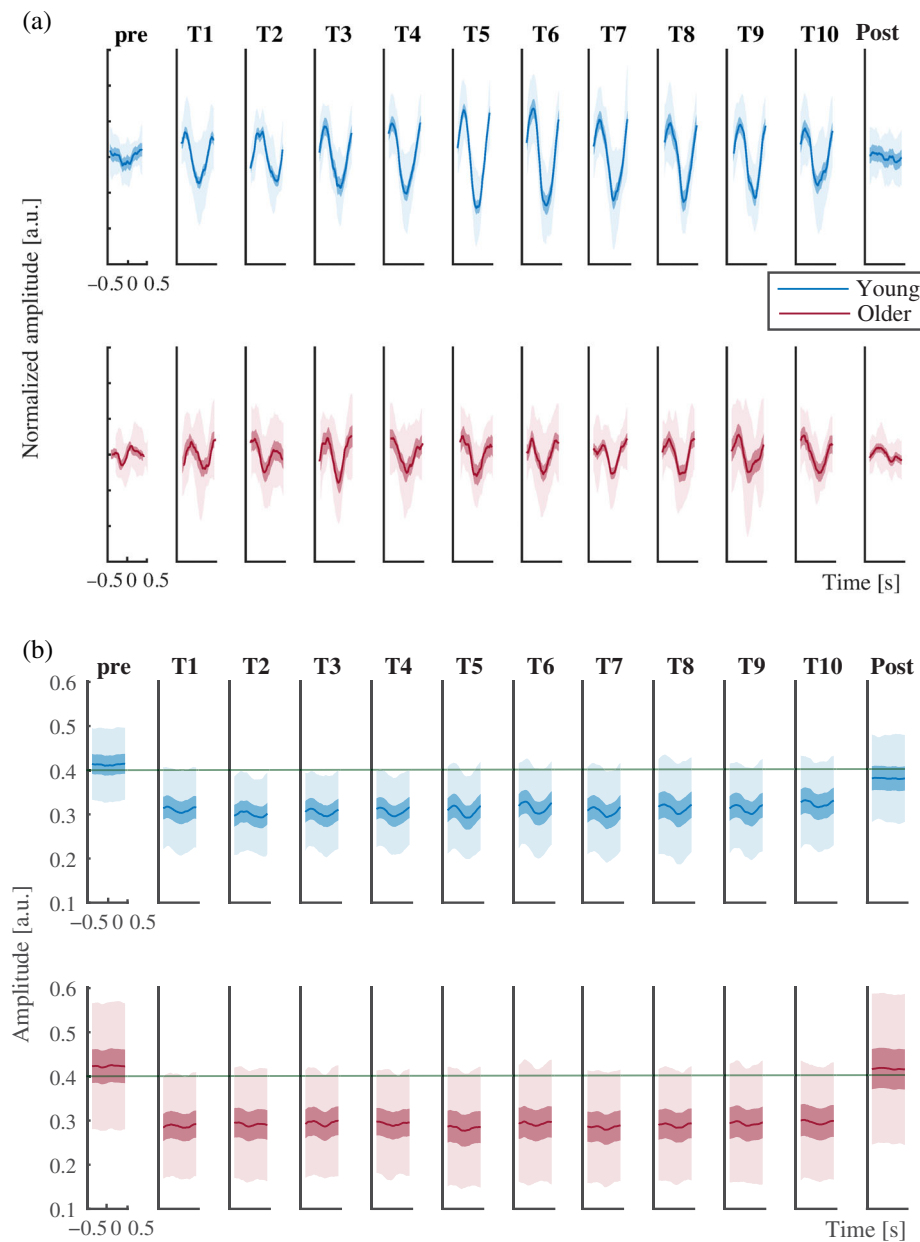 (a)
pre T1 T2 T3 T4 T5 T6 T7 T8 T9 T10 Post
Normalized amplitude [a.u.]
−0.5 0 0.5
Young
Older
−0.5 0 0.5
Time [s]
(b)
pre T1 T2 T3 T4 T5 T6 T7 T8 T9 T10 Post
0.6
0.5
0.4
0.3
0.2
0.1
−0.5 0 0.5
Amplitude [a.u.]
0.6
0.5
0.4
0.3
0.2
0.1
−0.5 0 0.5
Time [s]